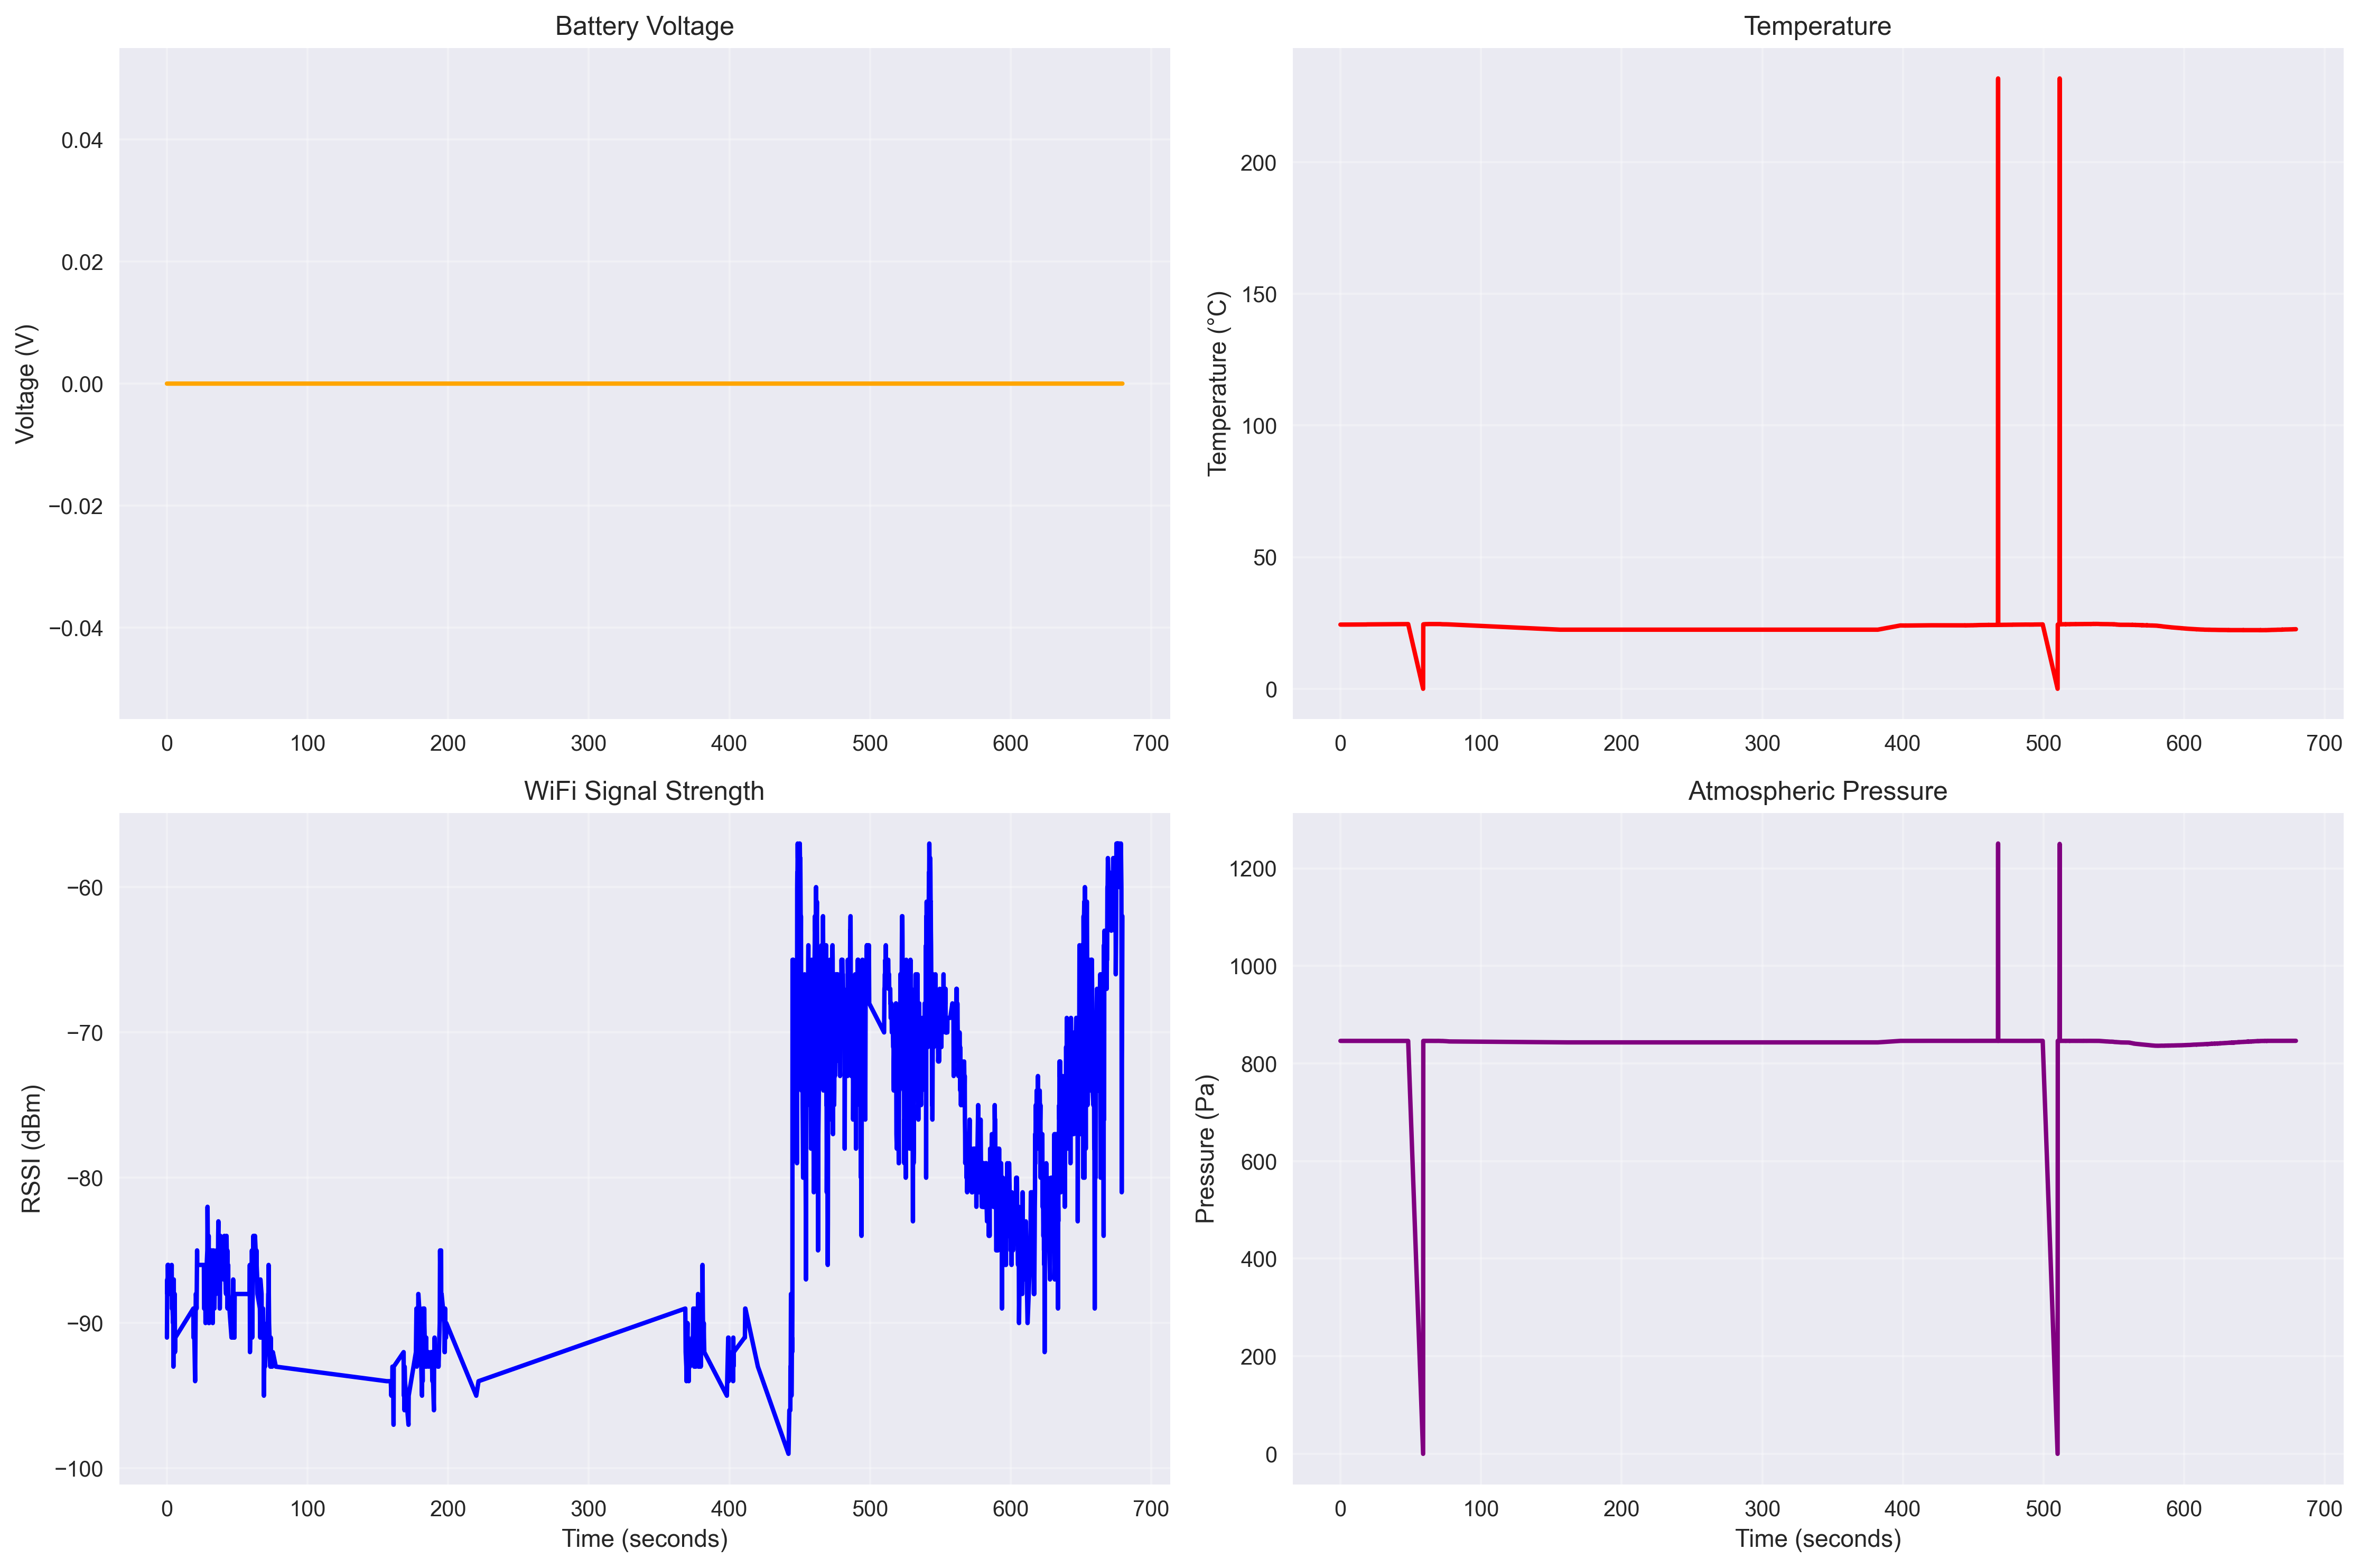 Battery Voltage
Voltage (V)
0.04
0.02
0.00
−0.02
−0.04
0 100 200 300 400 500 600 700
Temperature
Temperature (°C)
200
150
100
50
0
0 100 200 300 400 500 600 700
WiFi Signal Strength
RSSI (dBm)
−60
−70
−80
−90
−100
0 100 200 300 400 500 600 700
Time (seconds)
Atmospheric Pressure
Pressure (Pa)
1200
1000
800
600
400
200
0
0 100 200 300 400 500 600 700
Time (seconds)